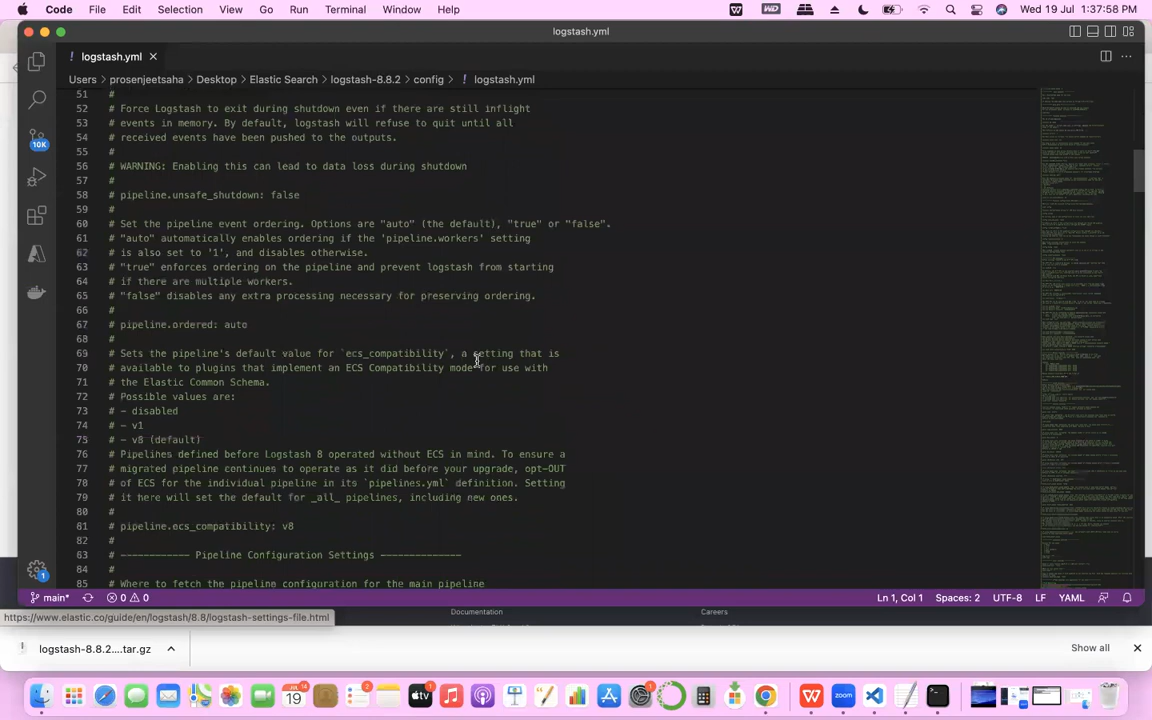 Code File Edit Selection View Go Run Terminal Window Help Wed 19 Jul 1:37:58 PM
logstash.yml
! logstash.yml ×
Users > prosenjeetsaha > Desktop > Elastic Search > logstash-8.8.2 > config > ! logstash.yml
51 #
52 # Force Logstash to exit during shutdown even if there are still inflight
53 # events in memory. By default, logstash will refuse to quit until all
54 # received events have been pushed to the outputs.
55 #
56 # WARNING: Enabling this can lead to data loss during shutdown
57 #
58 # pipeline.unsafe_shutdown: false
59 #
60 # Set the pipeline event ordering. Options are "auto" (the default), "true" or "false".
61 # "auto" automatically enables ordering if the 'pipeline.workers' setting
62 # is also set to '1', and disables otherwise.
63 # "true" enforces ordering on the pipeline and prevent logstash from starting
64 # if there are multiple workers.
65 # "false" disables any extra processing necessary for preserving ordering.
66 #
67 # pipeline.ordered: auto
68 #
69 # Sets the pipeline's default value for `ecs_compatibility`, a setting that is
70 # available to plugins that implement an ECS Compatibility mode for use with
71 # the Elastic Common Schema.
72 # Possible values are:
73 # - disabled
74 # - v1
75 # - v8 (default)
76 # Pipelines defined before Logstash 8 operated without ECS in mind. To ensure a
77 # migrated pipeline continues to operate as it did before your upgrade, opt-OUT
78 # of ECS for the individual pipeline in its `pipelines.yml` definition. Setting
79 # it here will set the default for _all_ pipelines, including new ones.
80 #
81 # pipeline.ecs_compatibility: v8
82 #
83 # ------------ Pipeline Configuration Settings --------------
84 #
85 # Where to fetch the pipeline configuration for the main pipeline
10K
1
main* 0 0 Ln 1, Col 1 Spaces: 2 UTF-8 LF YAML
Documentation Careers
https://www.elastic.co/guide/en/logstash/8.8/logstash-settings-file.html
logstash-8.8.2....tar.gz Show all
JUL 19 14 2 1 1 zoom